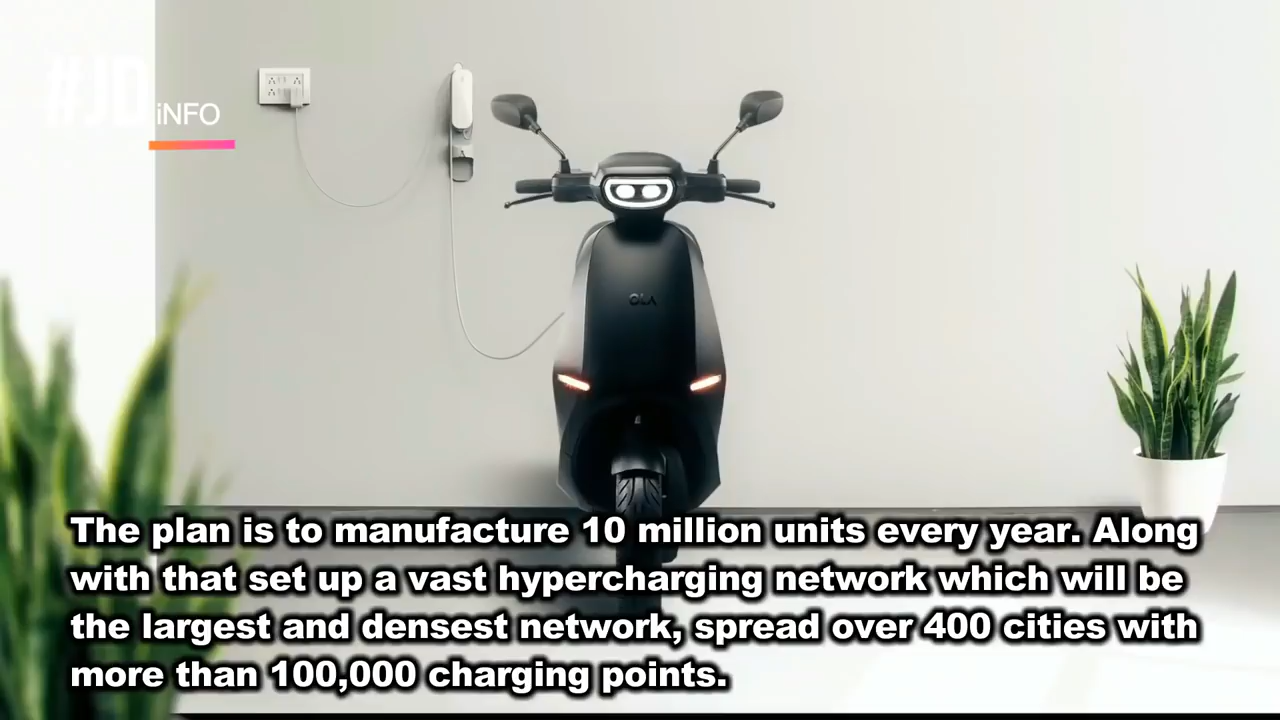 #JD iNFO
OLA
The plan is to manufacture 10 million units every year. Along
with that set up a vast hypercharging network which will be
the largest and densest network, spread over 400 cities with
more than 100,000 charging points.